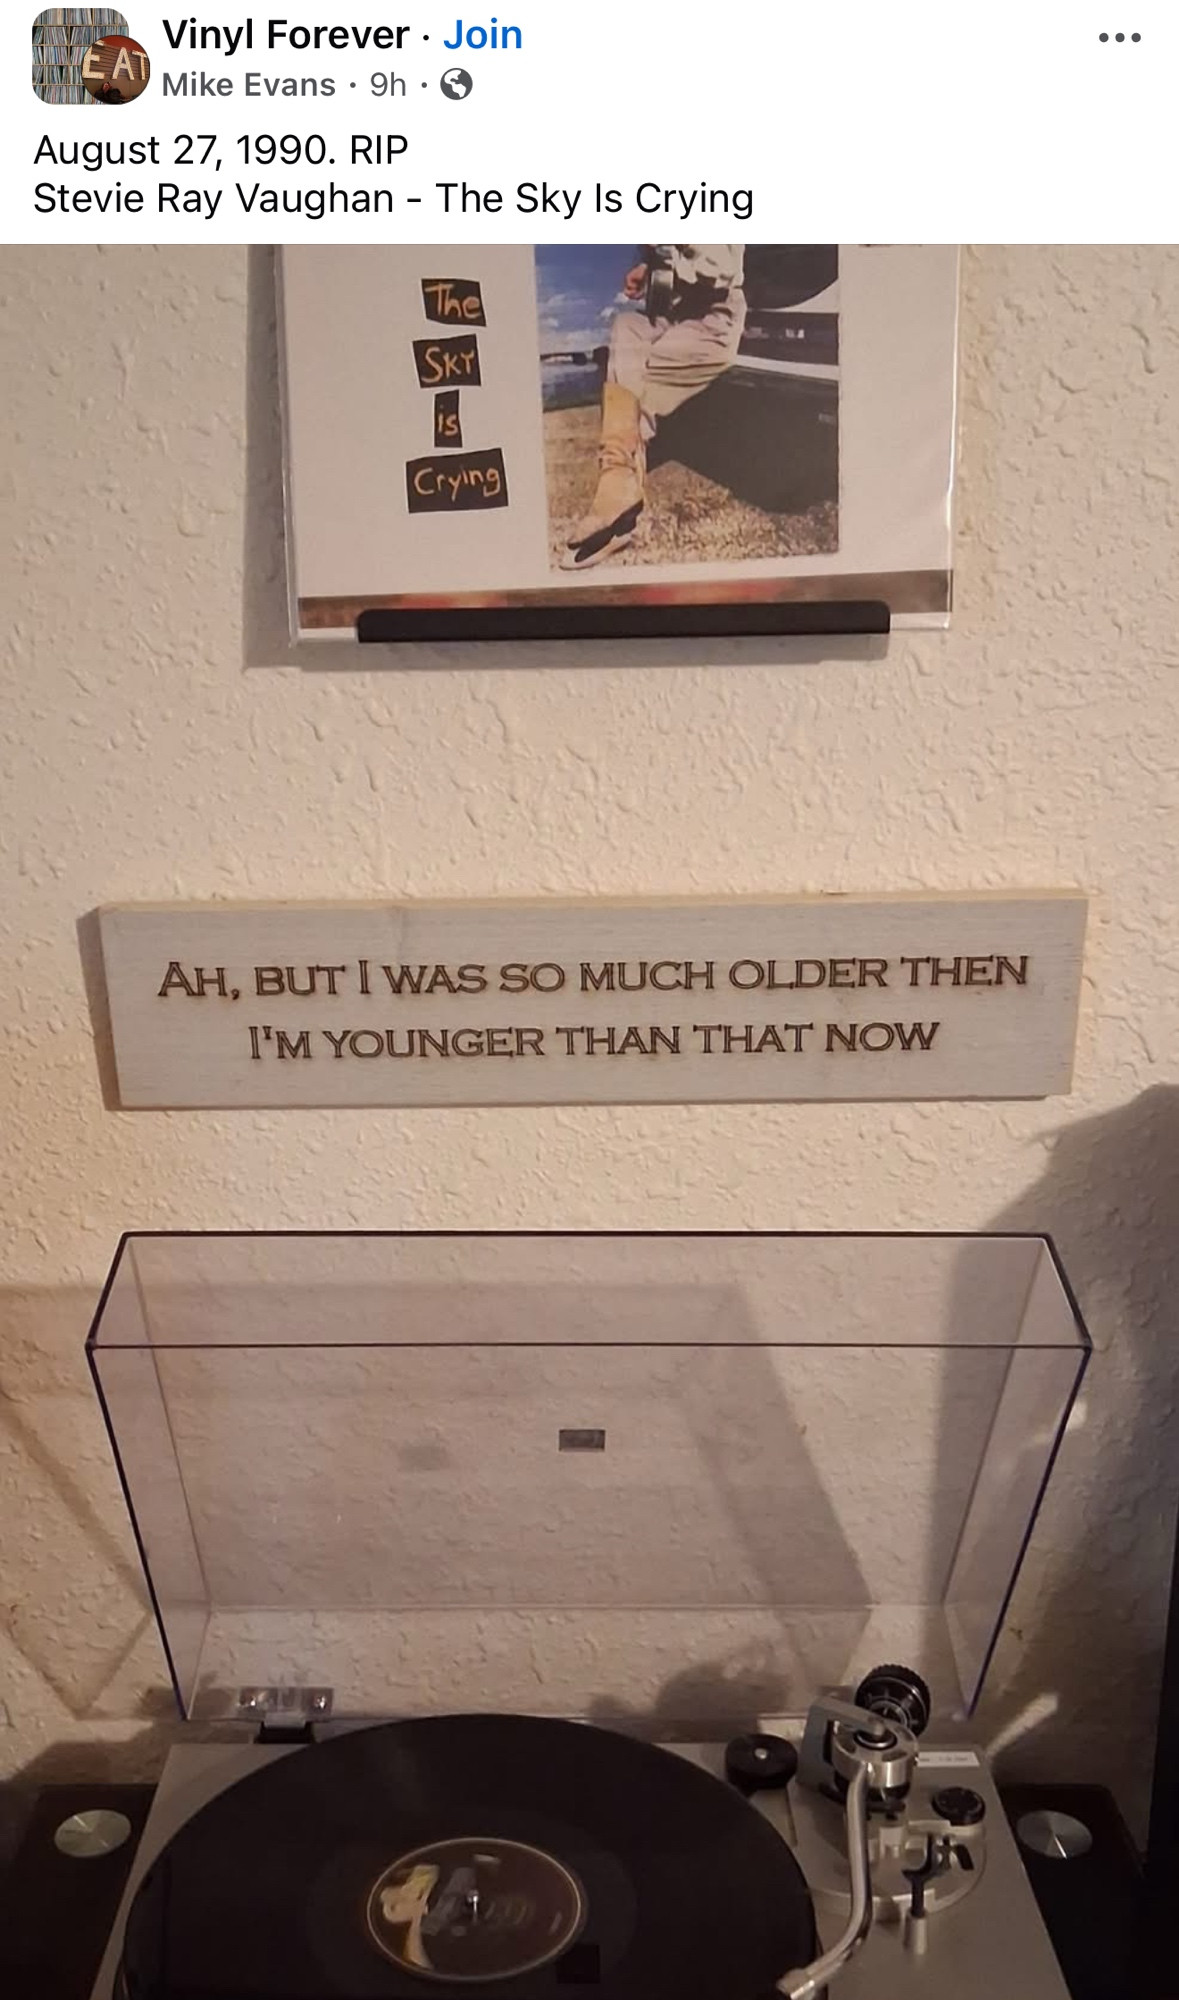 Vinyl Forever · Join
Mike Evans · 9h ·
August 27, 1990. RIP
Stevie Ray Vaughan - The Sky Is Crying
EAT
The
SKY
is
Crying
AH, BUT I WAS SO MUCH OLDER THEN
I'M YOUNGER THAN THAT NOW